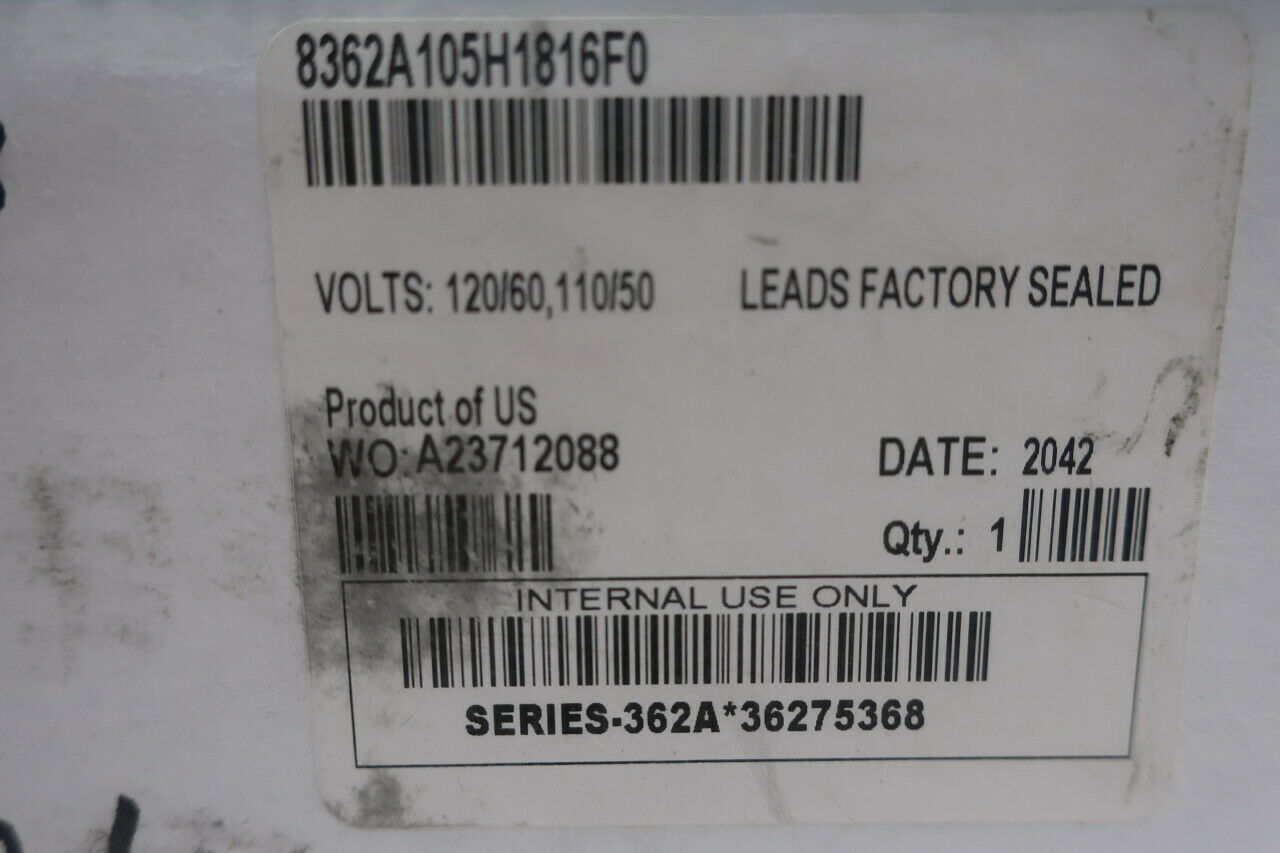 8362A105H1816F0
VOLTS: 120/60,110/50 LEADS FACTORY SEALED
Product of US
WO: A23712088 DATE: 2042
Qty.: 1
INTERNAL USE ONLY
SERIES-362A*36275368